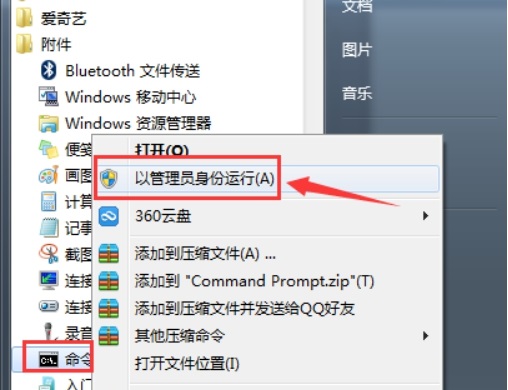 爱奇艺
附件
Bluetooth 文件传送
Windows 移动中心
Windows 资源管理器
便笺
画图
计算
记事
截图
连接
连接
录音
命令
入门
打开(O)
以管理员身份运行(A)
360云盘
添加到压缩文件(A) ...
添加到 "Command Prompt.zip"(T)
添加到压缩文件并发送给QQ好友
其他压缩命令
打开文件位置(I)
文档
图片
音乐